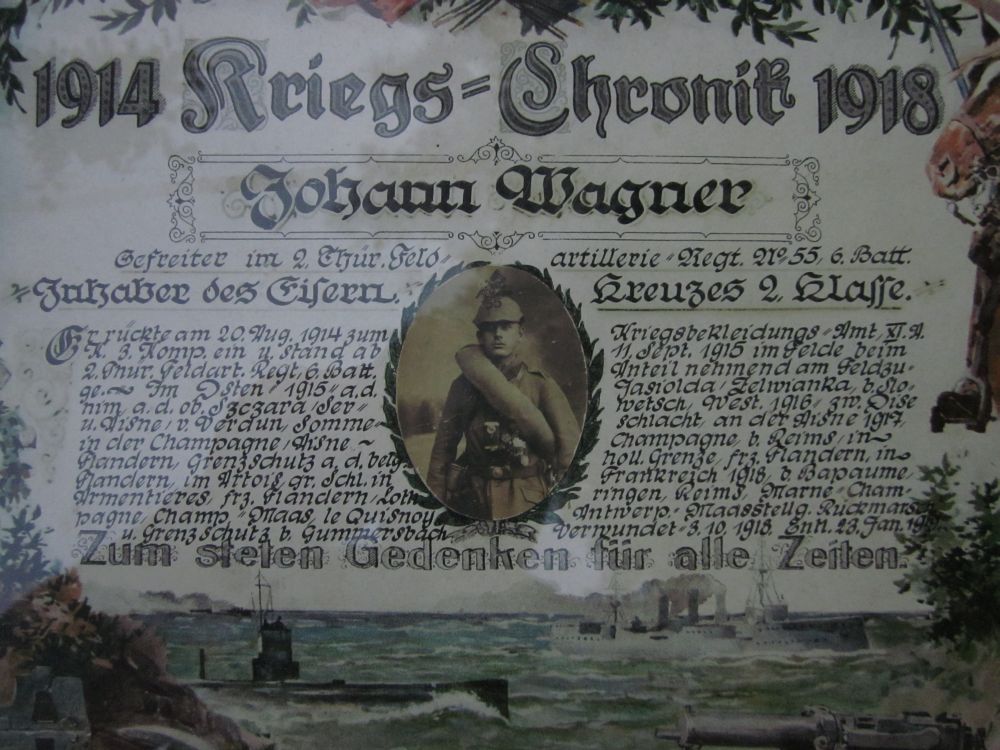 1914 Kriegs=Chronik 1918
Johann Wagner
Gefreiter im 2. Thür. Feld= artillerie=Regt. Nº 55, 6. Batt.
=Inhaber des Eisern. Kreuzes 2. Klasse.
Er rückte am 20. Aug. 1914 zum Kriegsbekleidungs=Amt, XI. A.
K. 3. Komp. ein u. stand ab 11. Sept. 1915 im Felde beim
2. Thür. Feldart. Regt, 6. Batt. Anteil nehmend am Feldzu-
ge~ Im Osten 1915 a. d. Jasiolda, Zelwianka, b. Slo-
nim a. d. ob. Szczara, Ser- wetsch, West. 1916 zw. Oise
u. Aisne, v. Verdun, Somme- schlacht, an der Aisne 1917,
in der Champagne, Aisne ~ Champagne, b. Reims, in~
Flandern, Grenzschutz a. d. belg. holl. Grenze, frz. Flandern, in~
Flandern, im Artois gr. Schl. in Frankreich 1918, b. Bapaume,
Armentieres, frz. Flandern, Loth- ringen, Reims, Marne=Cham-
pagne, Champ. Maas, le Quisnoy, Antwerp. Maasstellg. Rückmarsch
u. Grenzschutz b. Gummersbach. Verwundet 3.10.1918. Entl. 23. Jan.
Zum steten Gedenken für alle Zeiten.